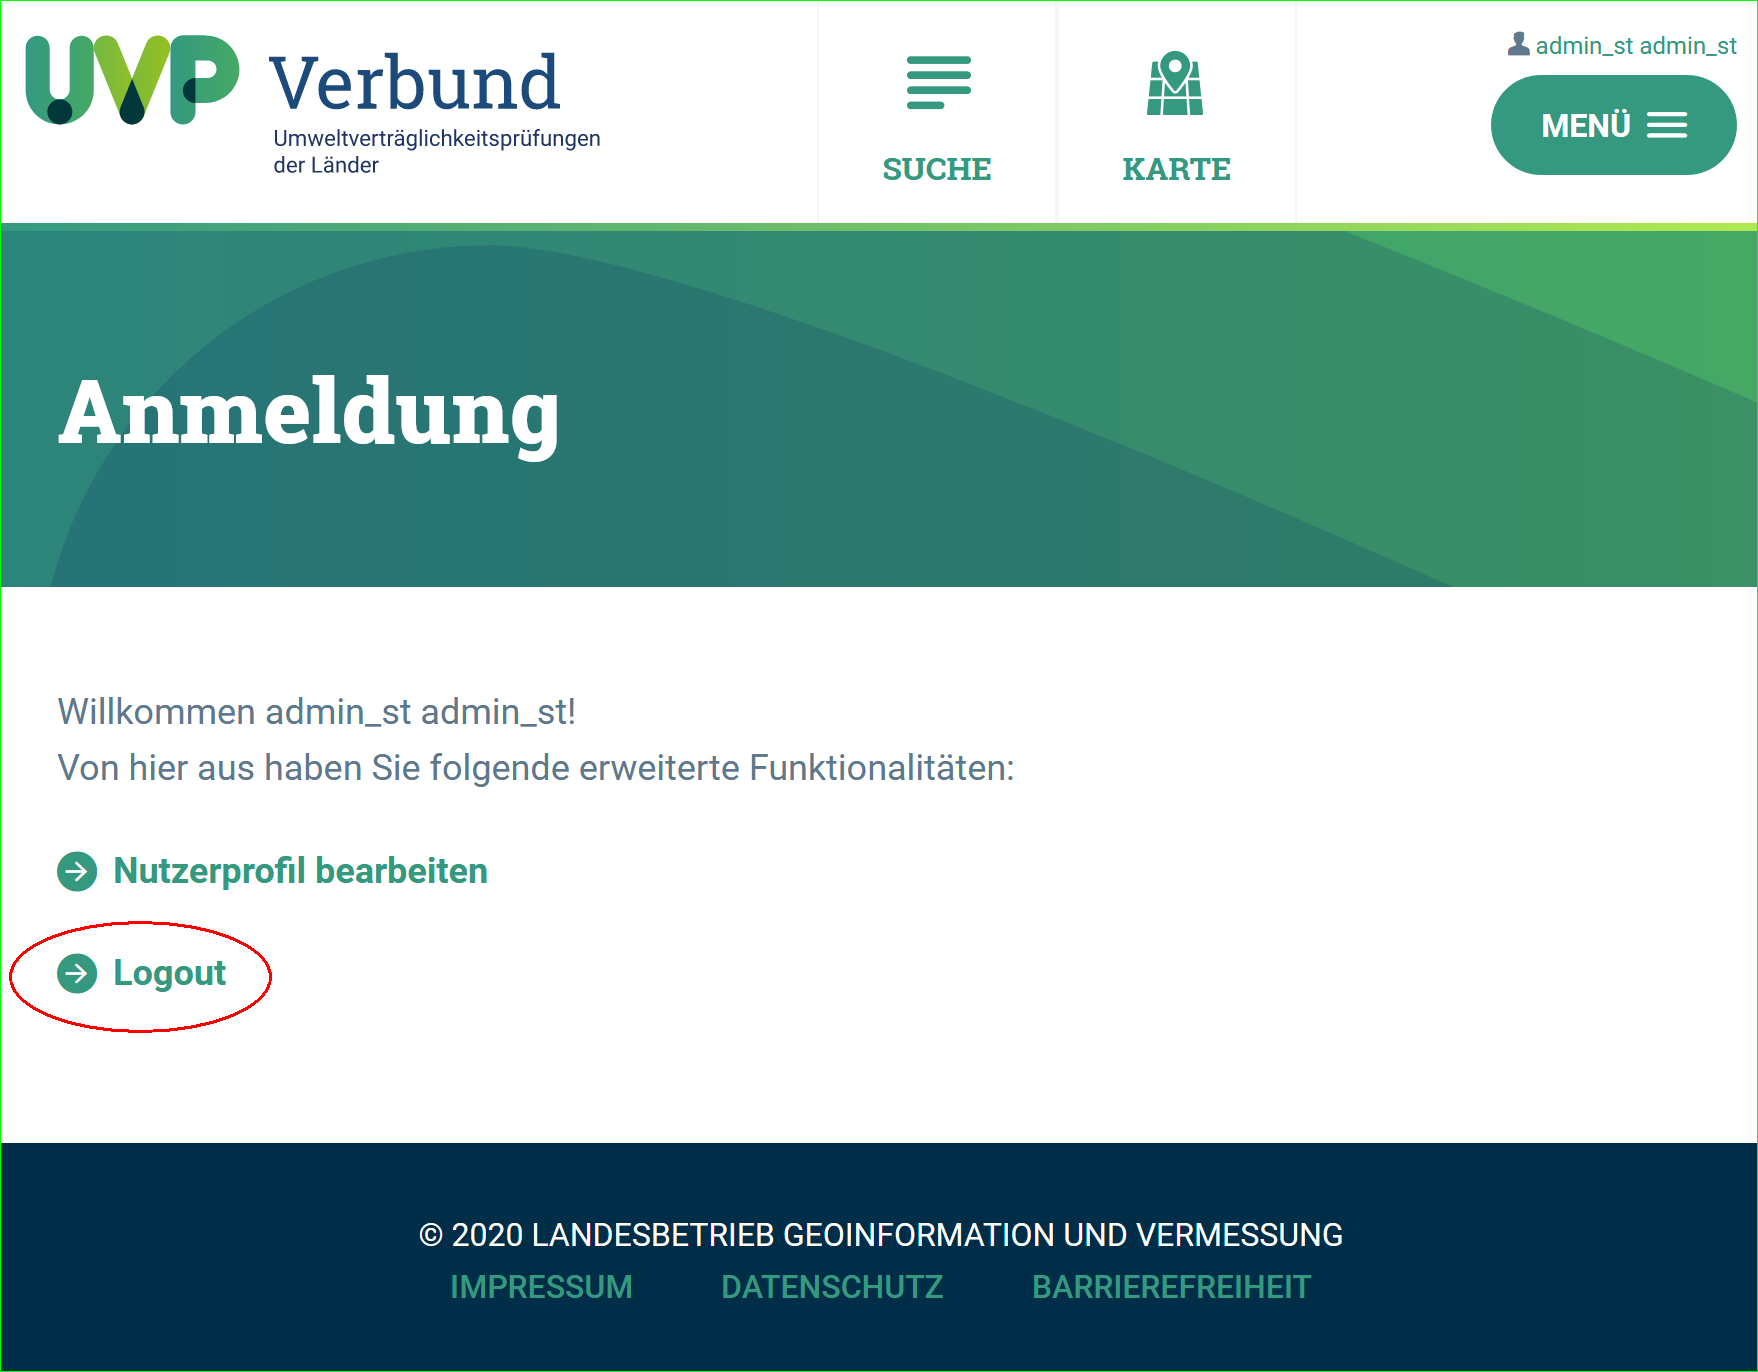 UVP Verbund
Umweltverträglichkeitsprüfungen
der Länder
SUCHE
KARTE
admin_st admin_st
MENÜ
Anmeldung
Willkommen admin_st admin_st!
Von hier aus haben Sie folgende erweiterte Funktionalitäten:
Nutzerprofil bearbeiten
Logout
© 2020 LANDESBETRIEB GEOINFORMATION UND VERMESSUNG
IMPRESSUM DATENSCHUTZ BARRIEREFREIHEIT